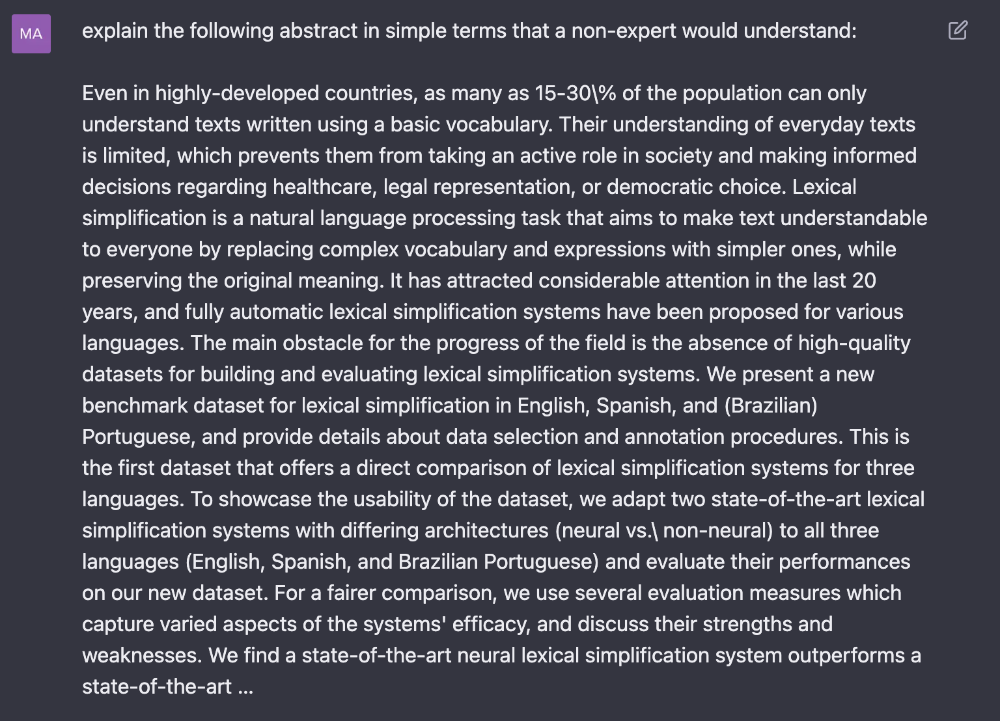 MA
explain the following abstract in simple terms that a non-expert would understand:
Even in highly-developed countries, as many as 15-30\% of the population can only
understand texts written using a basic vocabulary. Their understanding of everyday texts
is limited, which prevents them from taking an active role in society and making informed
decisions regarding healthcare, legal representation, or democratic choice. Lexical
simplification is a natural language processing task that aims to make text understandable
to everyone by replacing complex vocabulary and expressions with simpler ones, while
preserving the original meaning. It has attracted considerable attention in the last 20
years, and fully automatic lexical simplification systems have been proposed for various
languages. The main obstacle for the progress of the field is the absence of high-quality
datasets for building and evaluating lexical simplification systems. We present a new
benchmark dataset for lexical simplification in English, Spanish, and (Brazilian)
Portuguese, and provide details about data selection and annotation procedures. This is
the first dataset that offers a direct comparison of lexical simplification systems for three
languages. To showcase the usability of the dataset, we adapt two state-of-the-art lexical
simplification systems with differing architectures (neural vs.\ non-neural) to all three
languages (English, Spanish, and Brazilian Portuguese) and evaluate their performances
on our new dataset. For a fairer comparison, we use several evaluation measures which
capture varied aspects of the systems' efficacy, and discuss their strengths and
weaknesses. We find a state-of-the-art neural lexical simplification system outperforms a
state-of-the-art ...